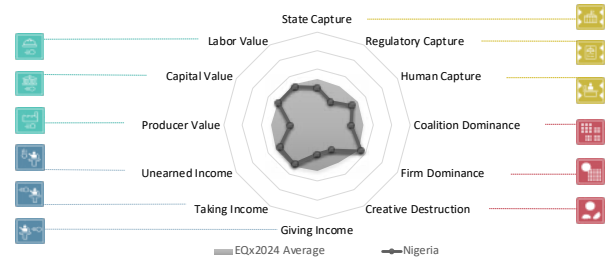 State Capture
Labor Value
Regulatory Capture
Capital Value
Human Capture
Producer Value
Coalition Dominance
Unearned Income
Firm Dominance
Taking Income
Creative Destruction
Giving Income
EQx2024 Average
Nigeria